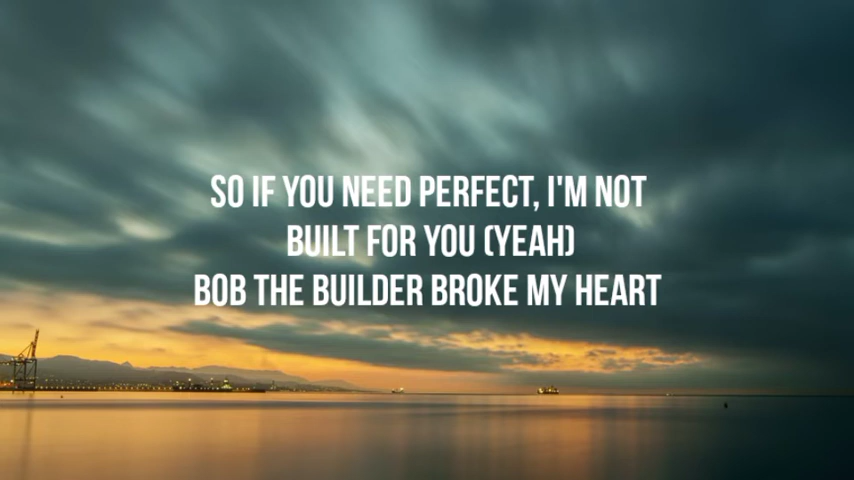 SO IF YOU NEED PERFECT, I'M NOT
BUILT FOR YOU (YEAH)
BOB THE BUILDER BROKE MY HEART